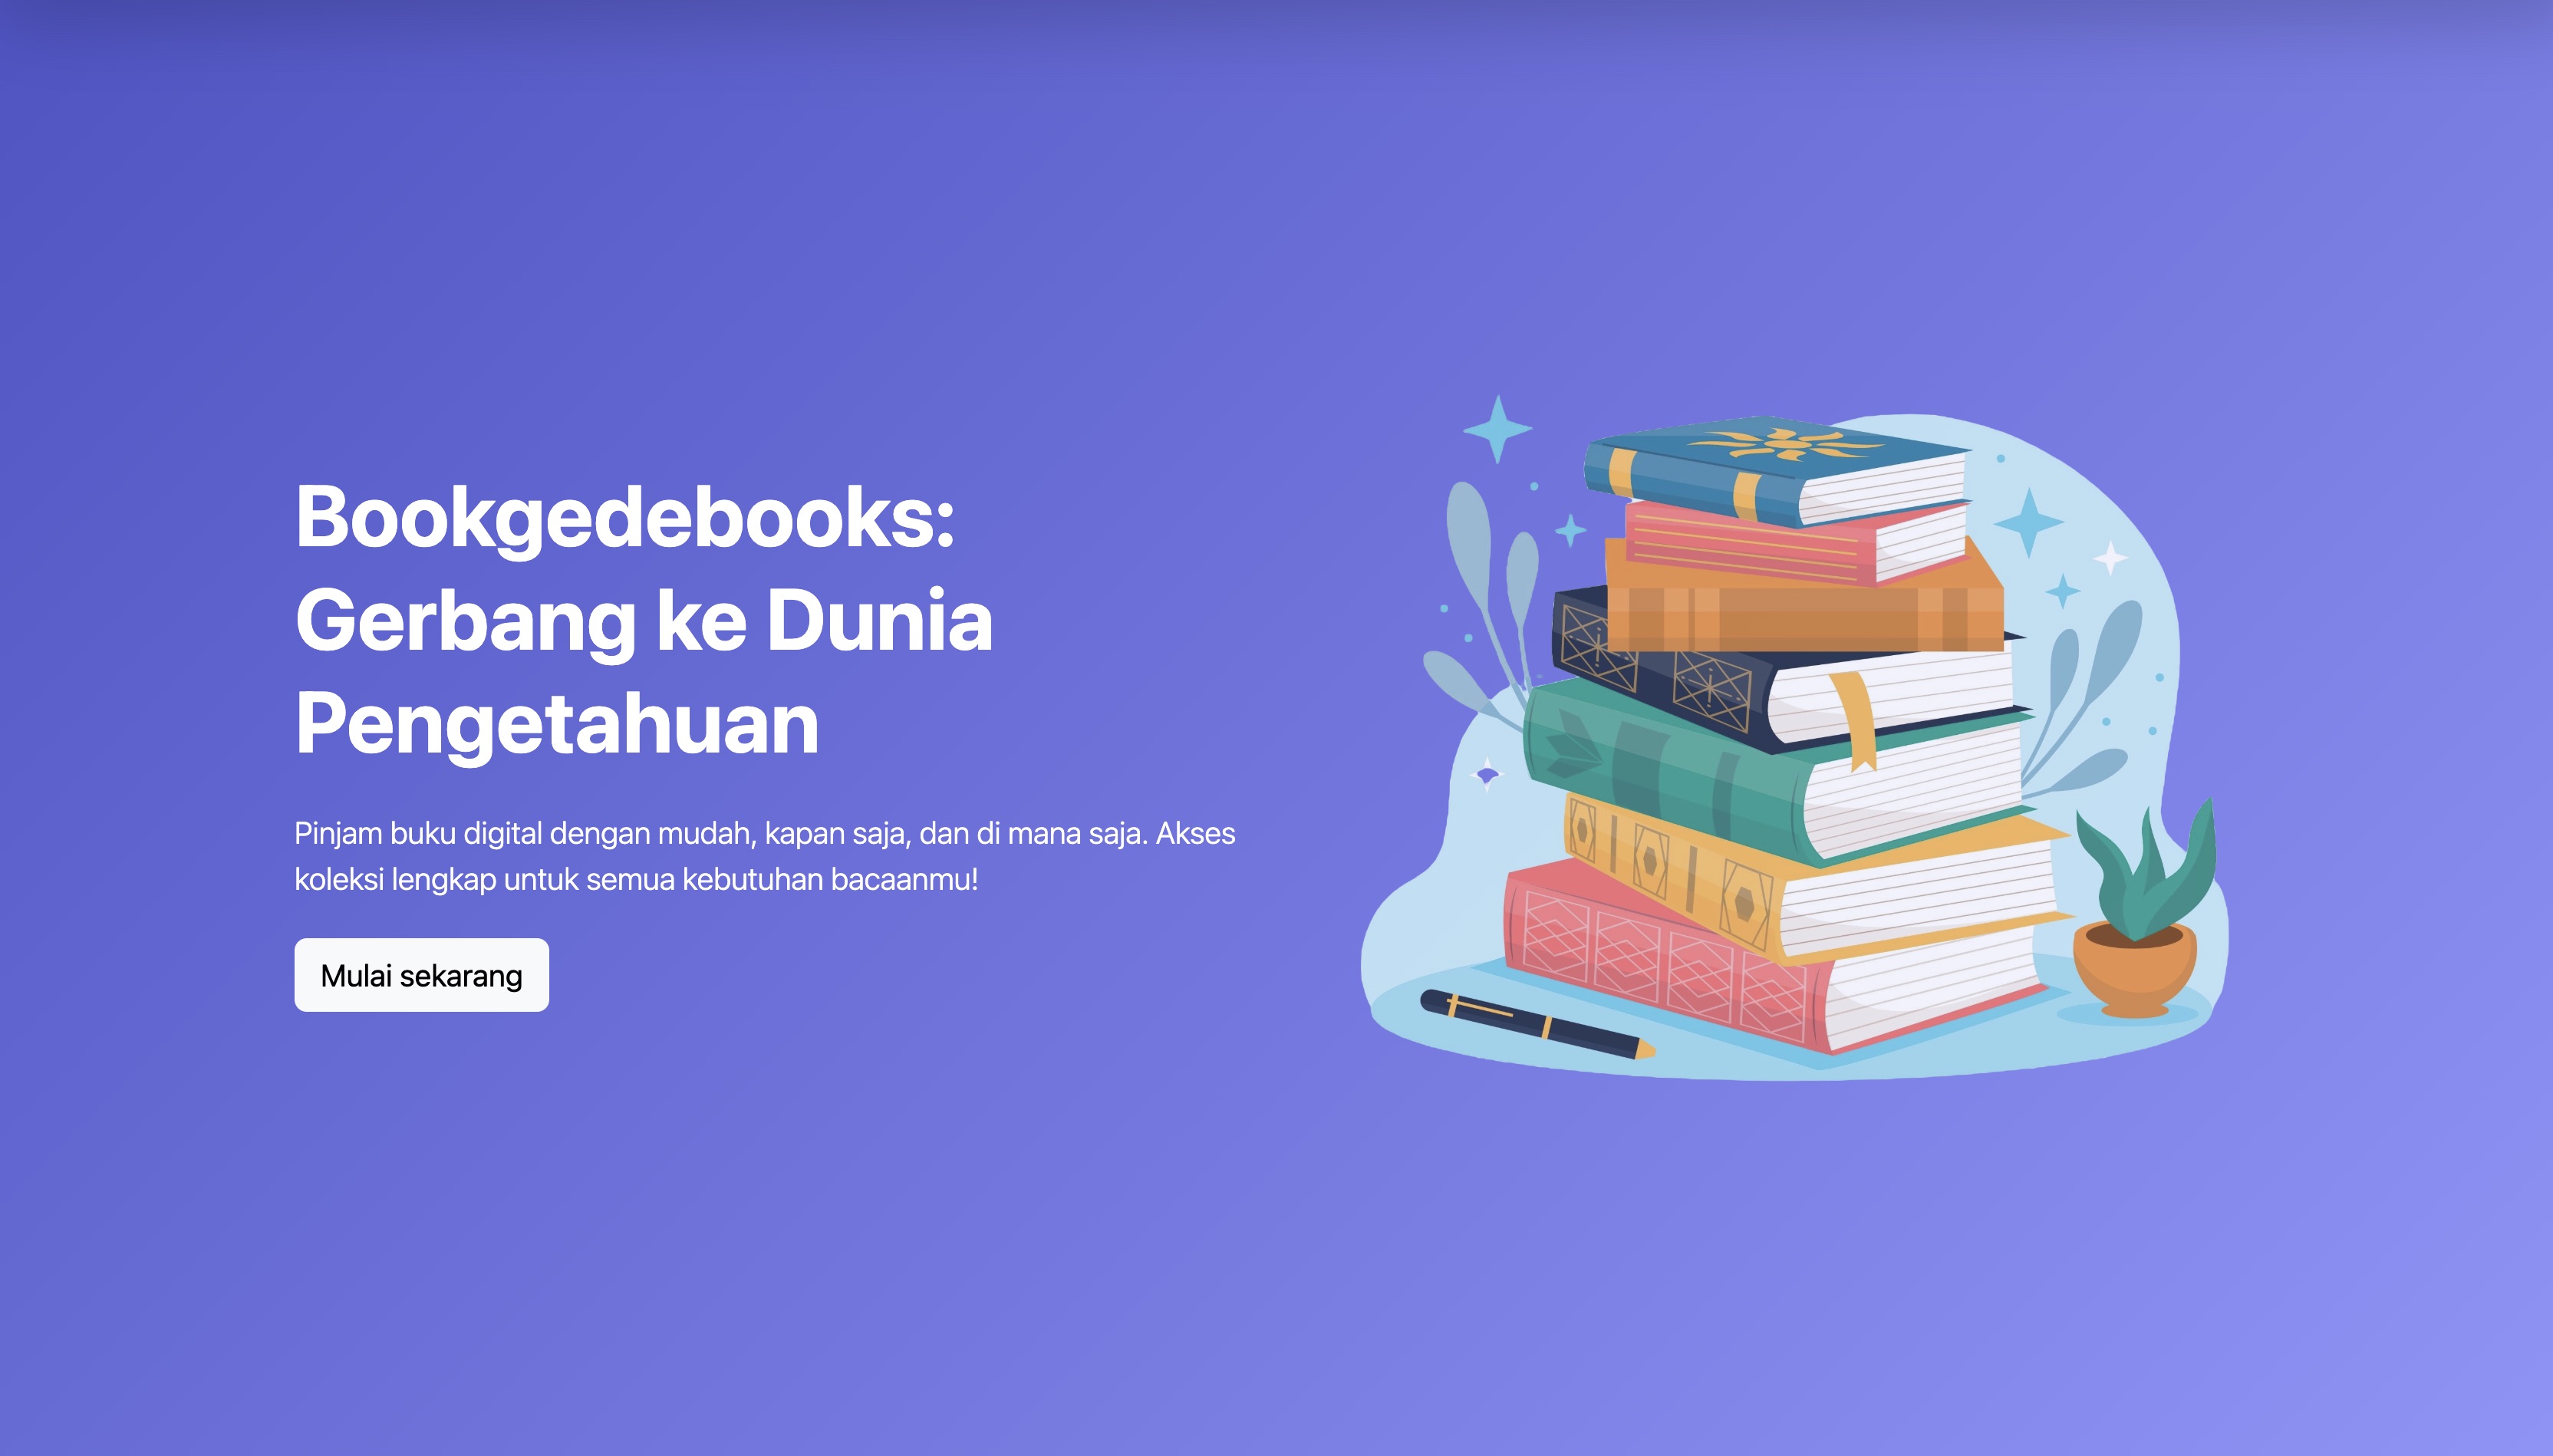 Bookgedebooks:
Gerbang ke Dunia
Pengetahuan
Pinjam buku digital dengan mudah, kapan saja, dan di mana saja. Akses
koleksi lengkap untuk semua kebutuhan bacaanmu!
Mulai sekarang